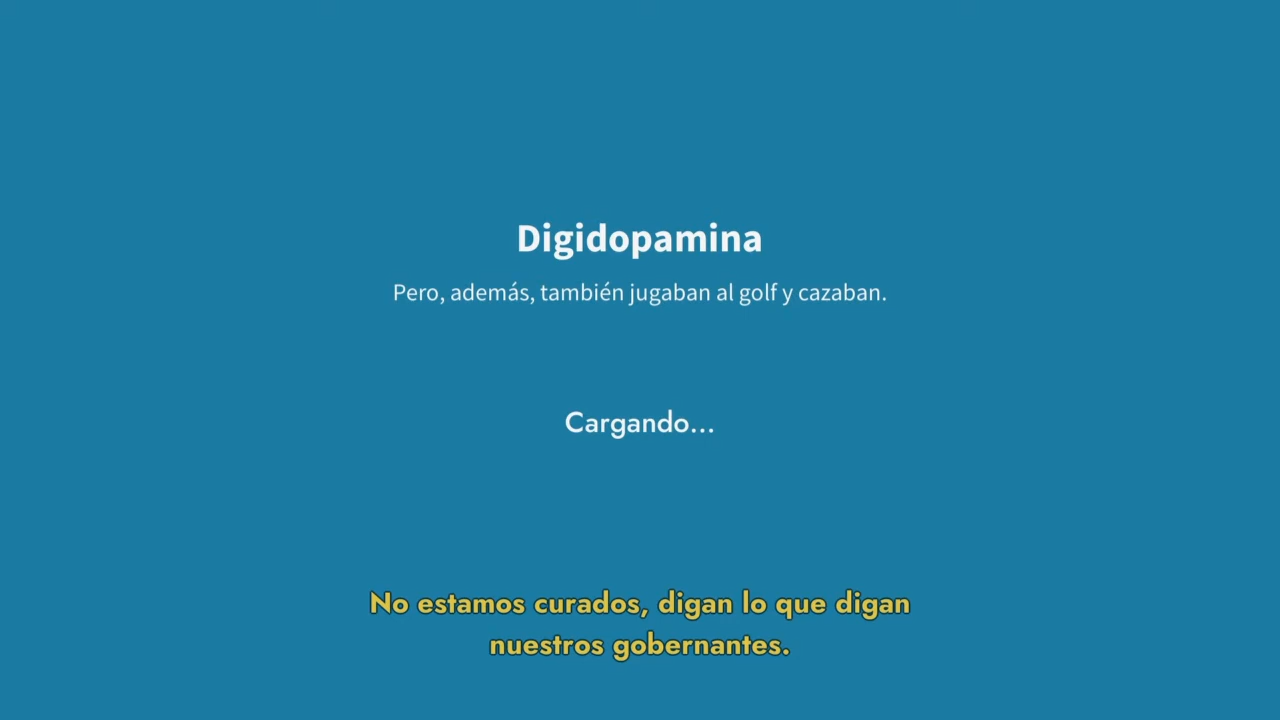 Digidopamina
Pero, además, también jugaban al golf y cazaban.
Cargando...
No estamos curados, digan lo que digan
nuestros gobernantes.